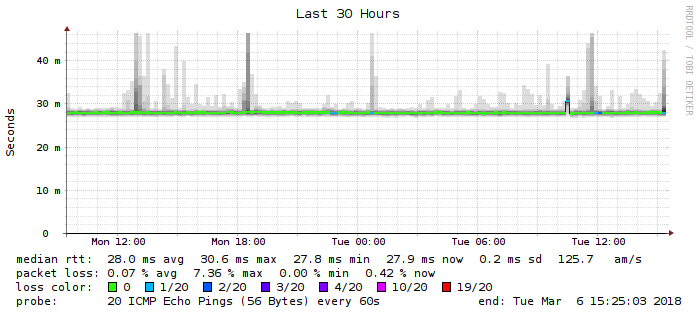 Last 30 Hours
RRDTOOL / TOBI OETIKER
Seconds
40 m
30 m
20 m
10 m
0
Mon 12:00 Mon 18:00 Tue 00:00 Tue 06:00 Tue 12:00
median rtt: 28.0 ms avg 30.6 ms max 27.8 ms min 27.9 ms now 0.2 ms sd 125.7 am/s
packet loss: 0.07 % avg 7.36 % max 0.00 % min 0.42 % now
loss color: 0 1/20 2/20 3/20 4/20 10/20 19/20
probe: 20 ICMP Echo Pings (56 Bytes) every 60s end: Tue Mar 6 15:25:03 2018